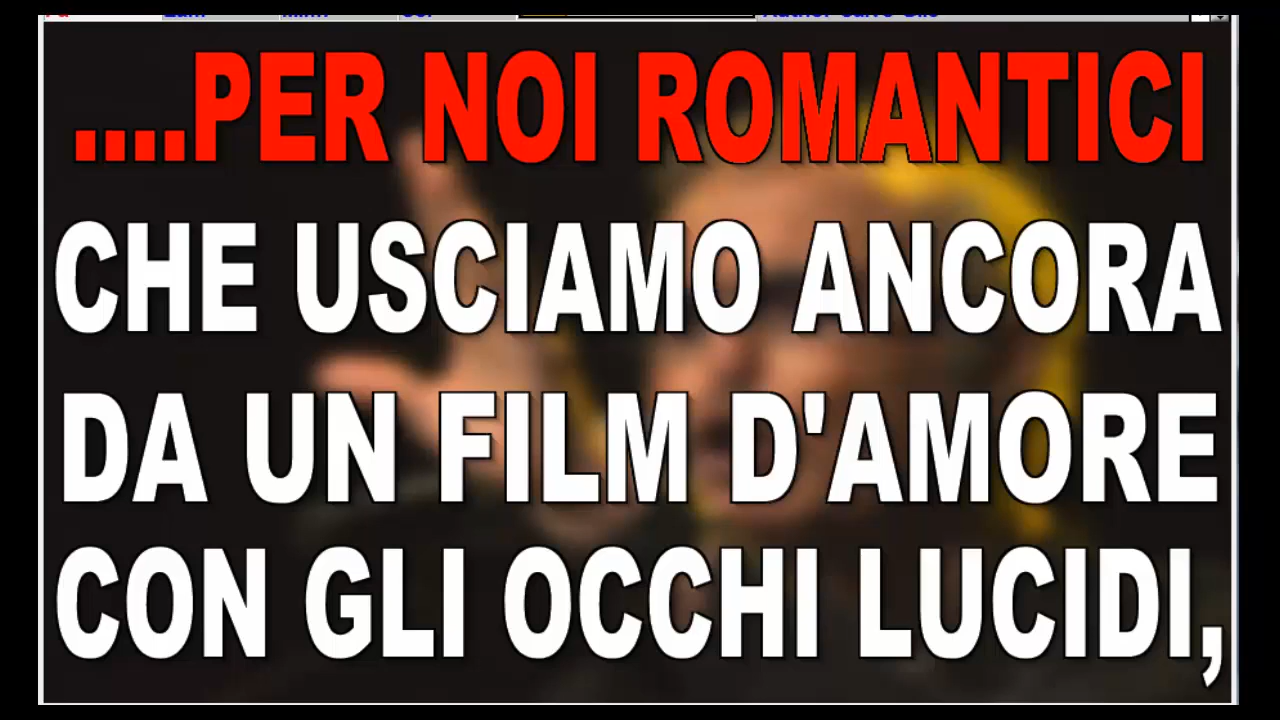 ....PER NOI ROMANTICI
CHE USCIAMO ANCORA
DA UN FILM D'AMORE
CON GLI OCCHI LUCIDI,